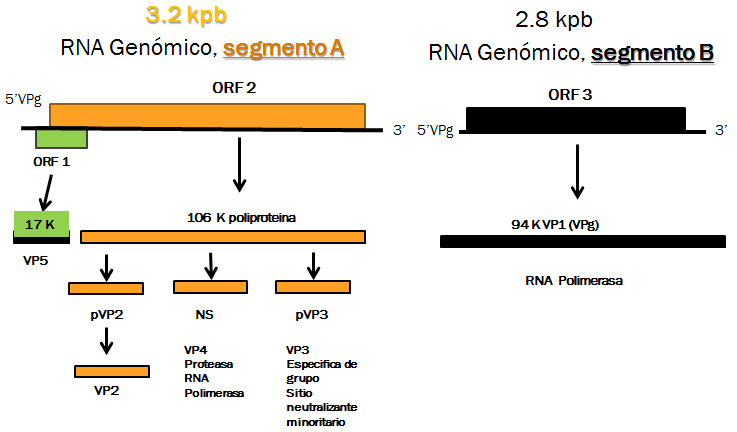 3.2 kpb
RNA Genómico, segmento A
5'VPg
ORF 2
3'
ORF 1
17 K
VP5
106 K poliproteina
pVP2
NS
pVP3
VP2
VP4
Proteasa
RNA
Polimerasa
VP3
Especifica de
grupo
Sitio
neutralizante
minoritario
2.8 kpb
RNA Genómico, segmento B
ORF 3
5'VPg
3'
94 K VP1 (VPg)
RNA Polimerasa